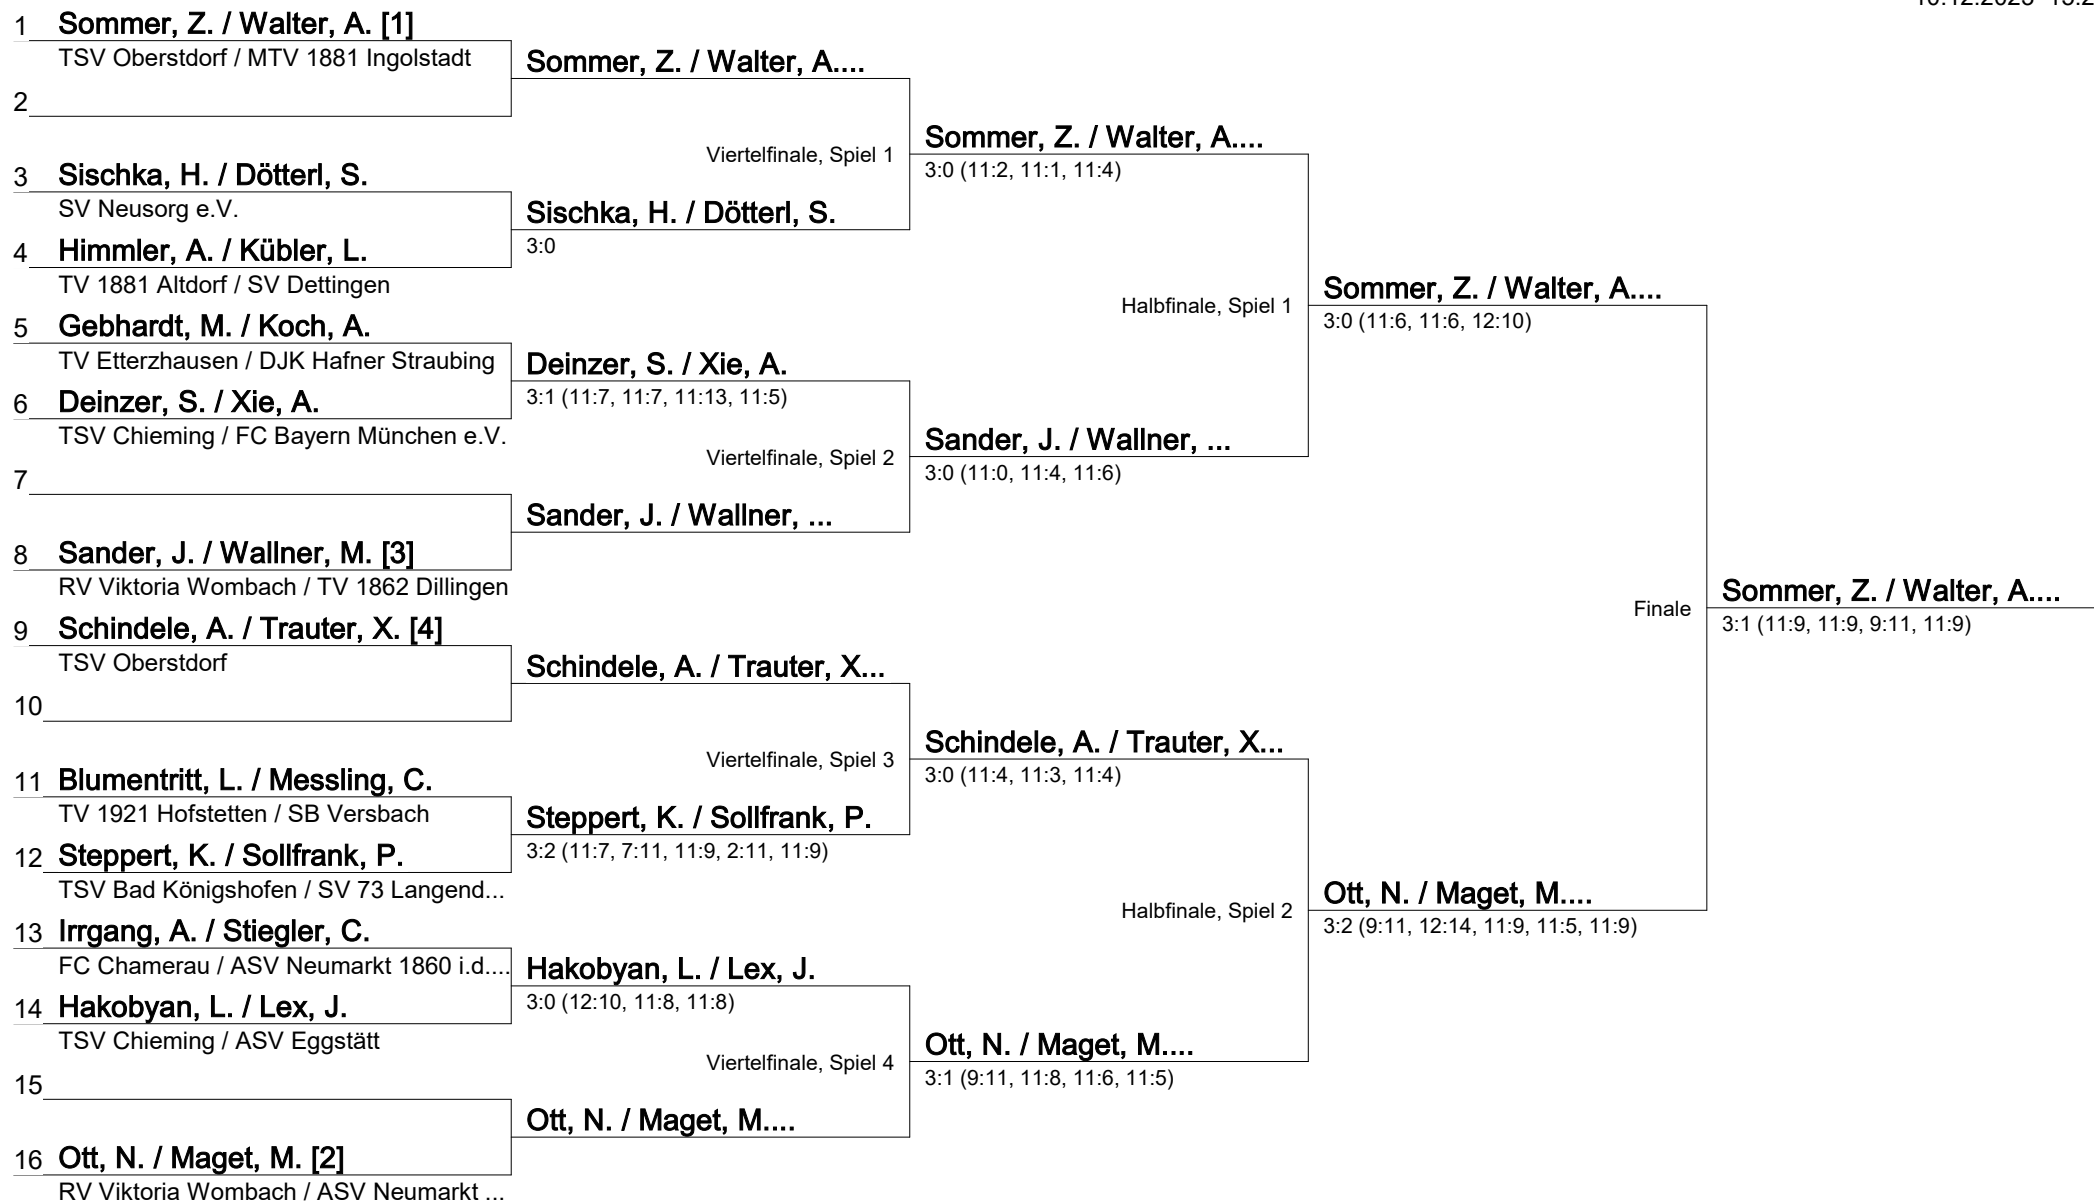 1 Sommer, Z. / Walter, A. [1]
TSV Oberstdorf / MTV 1881 Ingolstadt
Sommer, Z. / Walter, A....
2
Viertelfinale, Spiel 1
Sommer, Z. / Walter, A....
3:0 (11:2, 11:1, 11:4)
3 Sischka, H. / Dötterl, S.
SV Neusorg e.V.
Sischka, H. / Dötterl, S.
3:0
4 Himmler, A. / Kübler, L.
TV 1881 Altdorf / SV Dettingen
Halbfinale, Spiel 1
Sommer, Z. / Walter, A....
3:0 (11:6, 11:6, 12:10)
5 Gebhardt, M. / Koch, A.
TV Etterzhausen / DJK Hafner Straubing
Deinzer, S. / Xie, A.
3:1 (11:7, 11:7, 11:13, 11:5)
6 Deinzer, S. / Xie, A.
TSV Chieming / FC Bayern München e.V.
Viertelfinale, Spiel 2
Sander, J. / Wallner, ...
3:0 (11:0, 11:4, 11:6)
7
Sander, J. / Wallner, ...
8 Sander, J. / Wallner, M. [3]
RV Viktoria Wombach / TV 1862 Dillingen
Finale
Sommer, Z. / Walter, A....
3:1 (11:9, 11:9, 9:11, 11:9)
9 Schindele, A. / Trauter, X. [4]
TSV Oberstdorf
Schindele, A. / Trauter, X...
10
Viertelfinale, Spiel 3
Schindele, A. / Trauter, X...
3:0 (11:4, 11:3, 11:4)
11 Blumentritt, L. / Messling, C.
TV 1921 Hofstetten / SB Versbach
Steppert, K. / Sollfrank, P.
3:2 (11:7, 7:11, 11:9, 2:11, 11:9)
12 Steppert, K. / Sollfrank, P.
TSV Bad Königshofen / SV 73 Langend...
Halbfinale, Spiel 2
Ott, N. / Maget, M....
3:2 (9:11, 12:14, 11:9, 11:5, 11:9)
13 Irrgang, A. / Stiegler, C.
FC Chamerau / ASV Neumarkt 1860 i.d....
Hakobyan, L. / Lex, J.
3:0 (12:10, 11:8, 11:8)
14 Hakobyan, L. / Lex, J.
TSV Chieming / ASV Eggstätt
Viertelfinale, Spiel 4
Ott, N. / Maget, M....
3:1 (9:11, 11:8, 11:6, 11:5)
15
Ott, N. / Maget, M....
16 Ott, N. / Maget, M. [2]
RV Viktoria Wombach / ASV Neumarkt ...